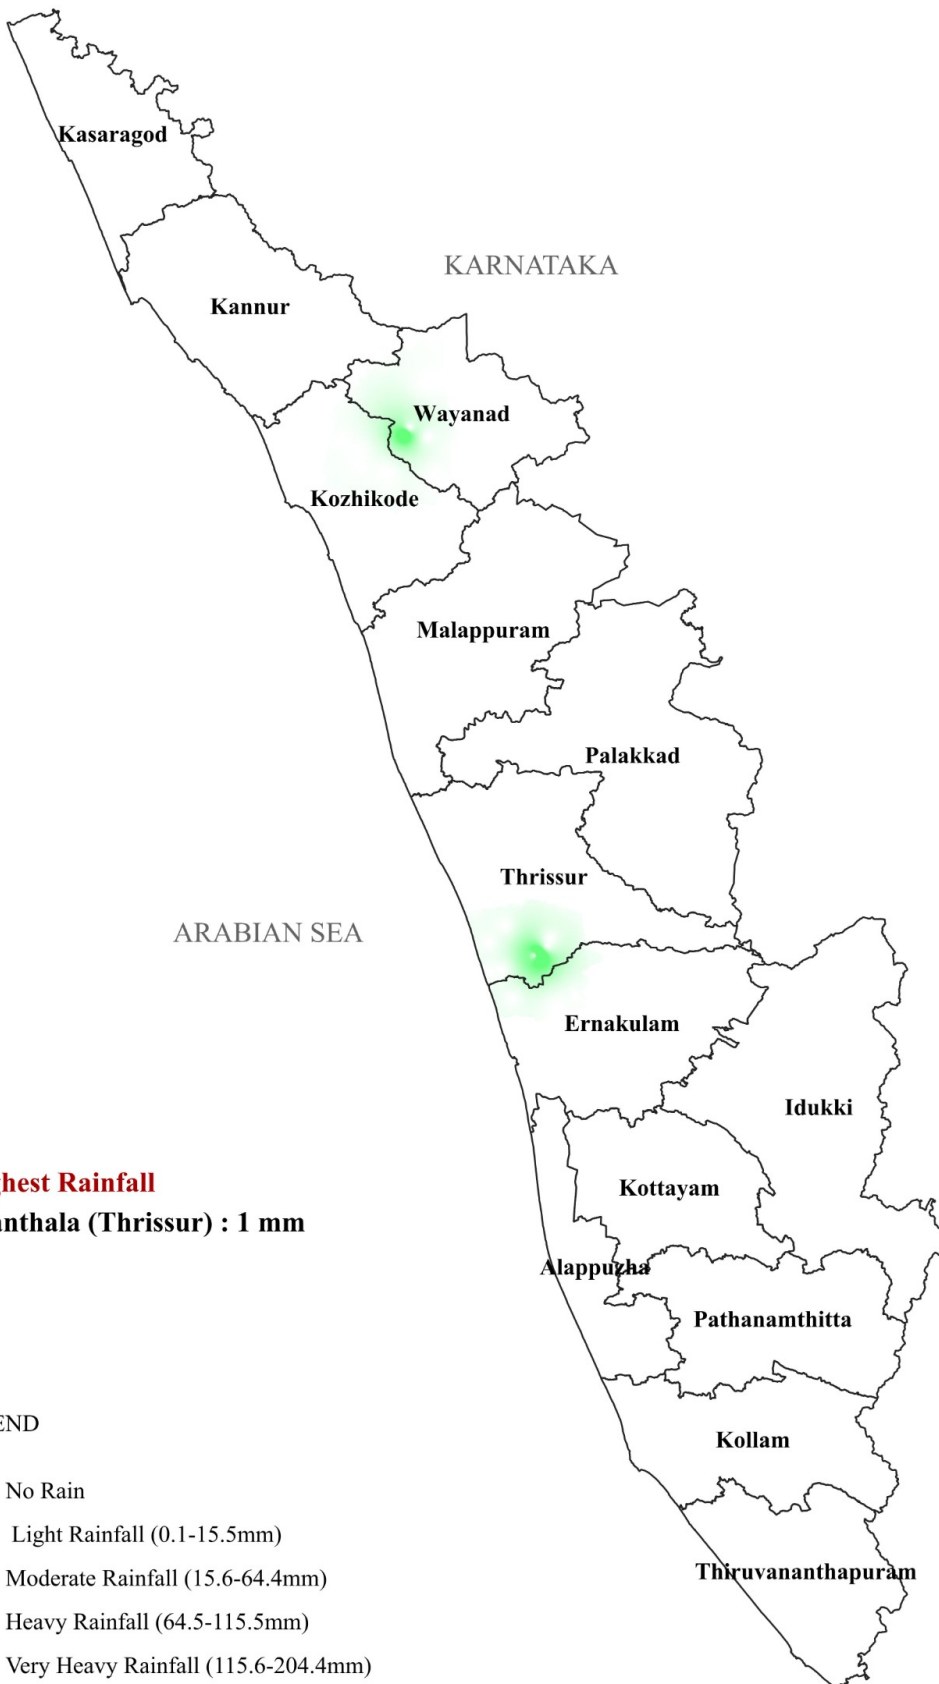 Kasaragod
KARNATAKA
Kannur
Wayanad
Kozhikode
Malappuram
Palakkad
Thrissur
ARABIAN SEA
Ernakulam
Idukki
ghest Rainfall
Kottayam
anthala (Thrissur) : 1 mm
Alappuzha
Pathanamthitta
END
Kollam
No Rain
Light Rainfall (0.1-15.5mm)
Thiruvananthapuram
Moderate Rainfall (15.6-64.4mm)
Heavy Rainfall (64.5-115.5mm)
Very Heavy Rainfall (115.6-204.4mm)